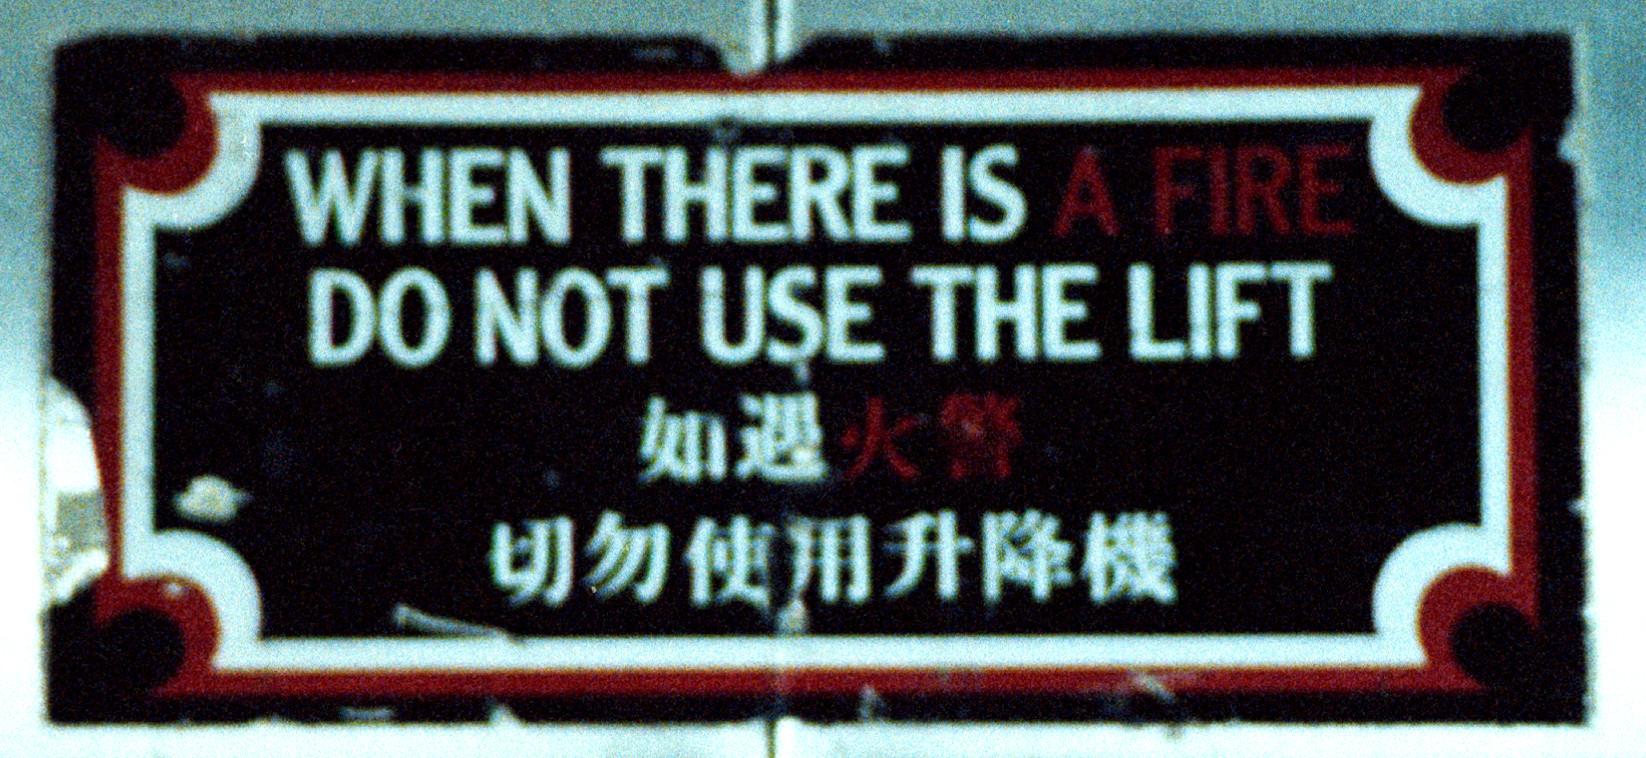 WHEN THERE IS A FIRE
DO NOT USE THE LIFT
如遇火警
切勿使用升降機